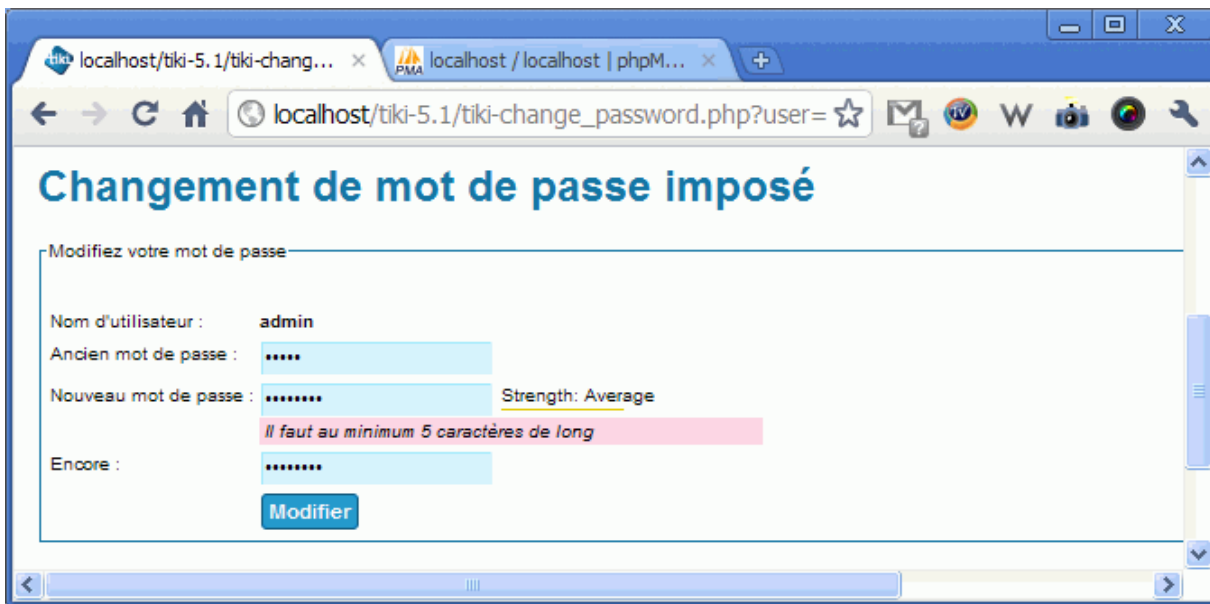 localhost/tiki-5.1/tiki-chang...
localhost / localhost | phpM...
localhost/tiki-5.1/tiki-change_password.php?user=
Changement de mot de passe imposé
Modifiez votre mot de passe
Nom d'utilisateur : admin
Ancien mot de passe : •••••
Nouveau mot de passe : •••••••• Strength: Average
Il faut au minimum 5 caractères de long
Encore : ••••••••
Modifier